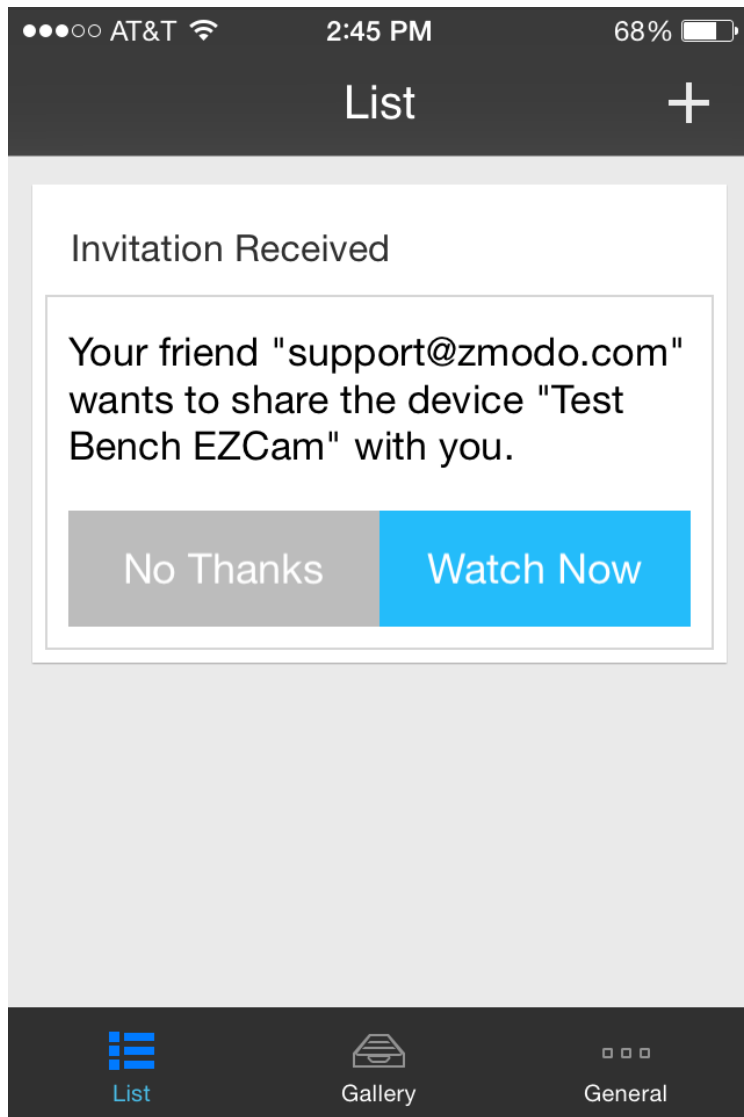 AT&T 2:45 PM 68%
List +
Invitation Received
Your friend "support@zmodo.com"
wants to share the device "Test
Bench EZCam" with you.
No Thanks Watch Now
List Gallery General